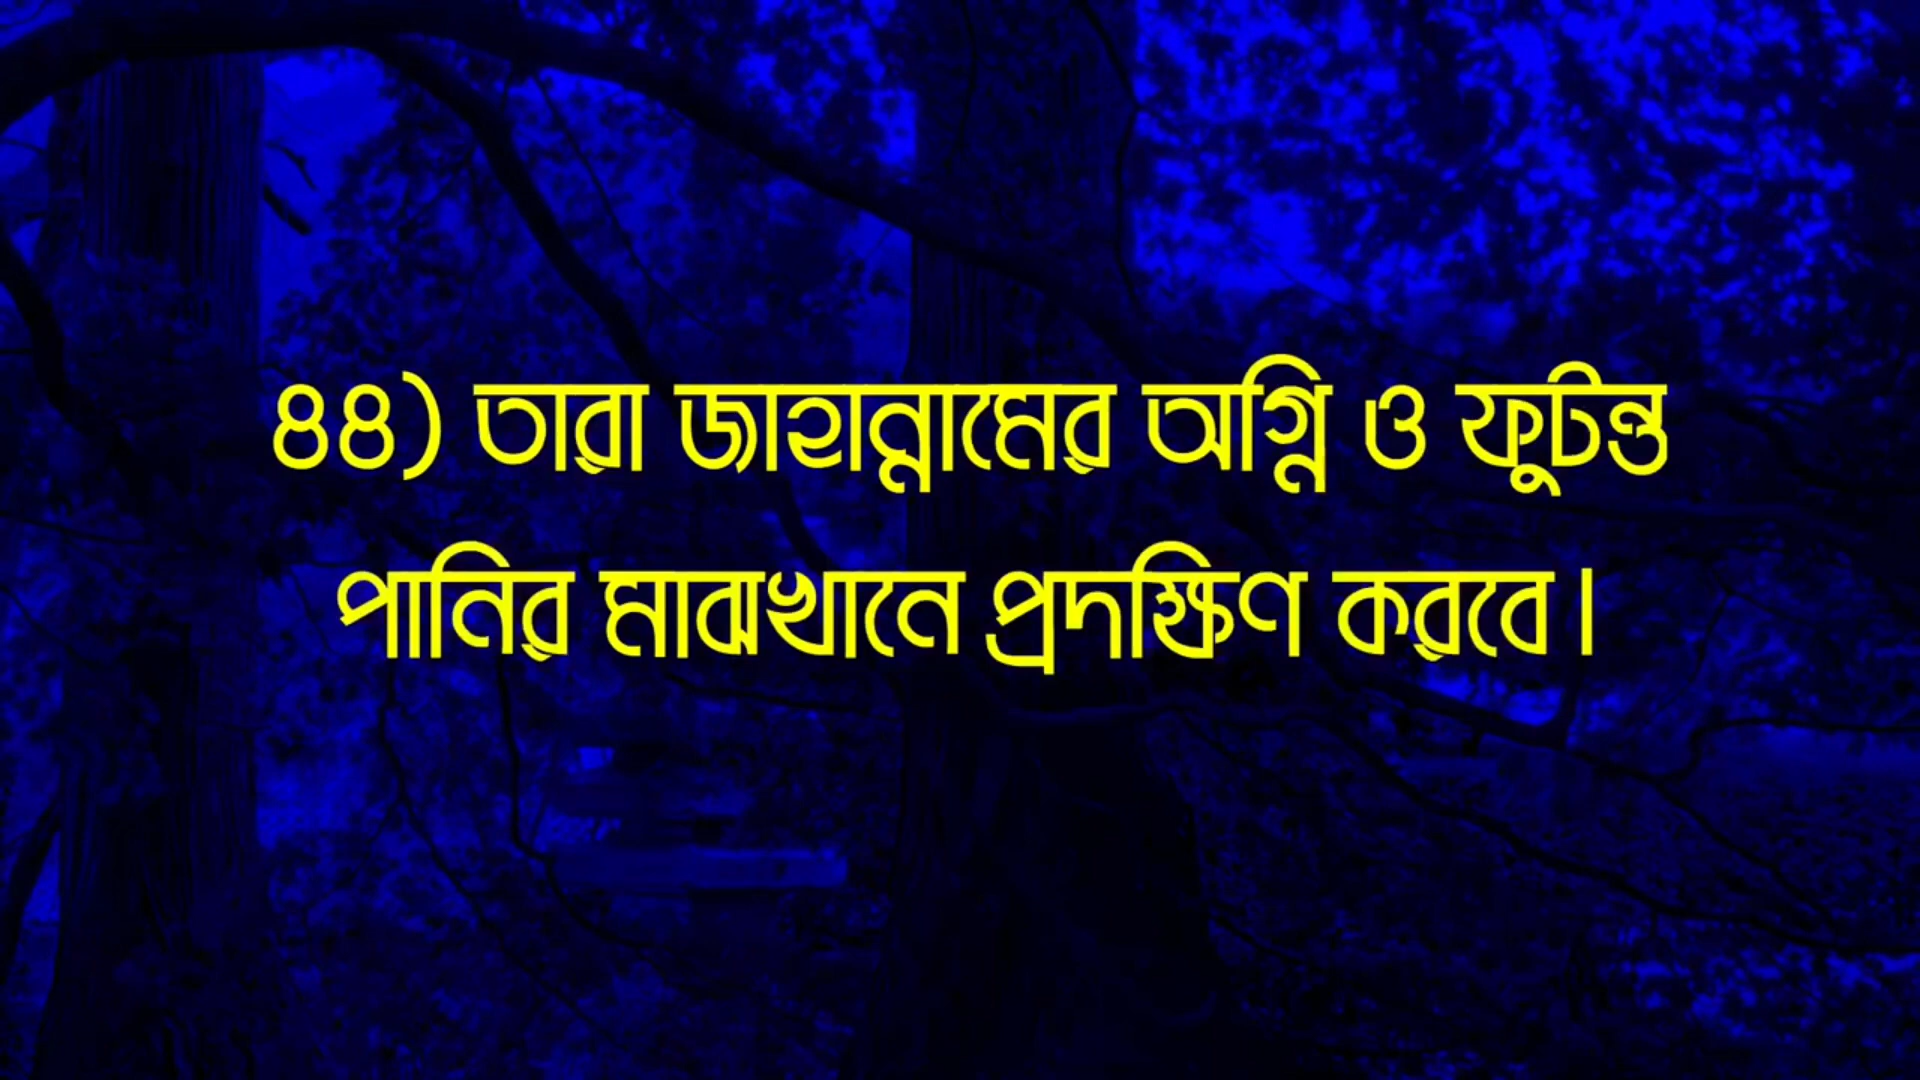 ৪৪) তারা জাহান্নামের অগ্নি ও ফুটন্ত
পানির মাঝখানে প্রদক্ষিণ করবে।